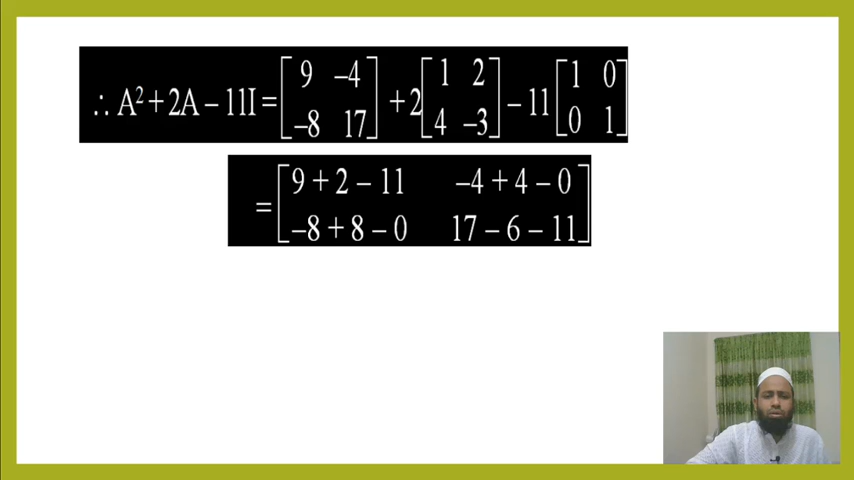 ∴ A² + 2A – 11I = [9 –4; –8 17] + 2[1 2; 4 –3] – 11[1 0; 0 1]
= [9 + 2 – 11 –4 + 4 – 0; –8 + 8 – 0 17 – 6 – 11]